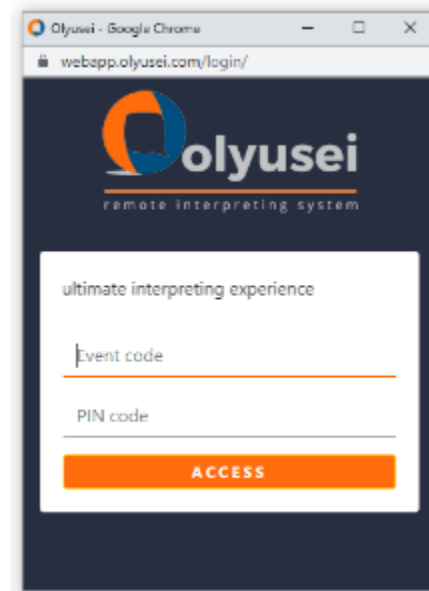 Olyusei - Google Chrome
webapp.olyusei.com/login/
olyusei
remote interpreting system
ultimate interpreting experience
Event code
PIN code
ACCESS